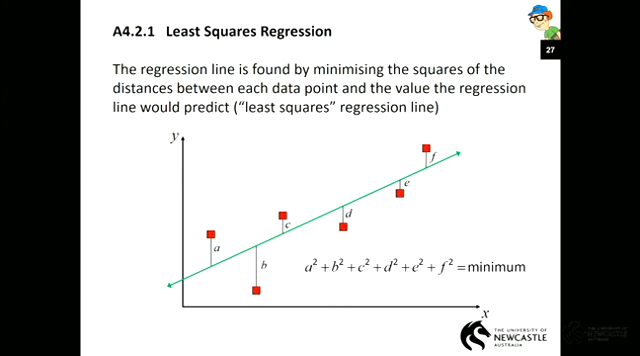 A4.2.1 Least Squares Regression
27
The regression line is found by minimising the squares of the
distances between each data point and the value the regression
line would predict (“least squares” regression line)
y
f
e
d
c
a
b
a² + b² + c² + d² + e² + f² = minimum
x
THE UNIVERSITY OF
NEWCASTLE
AUSTRALIA